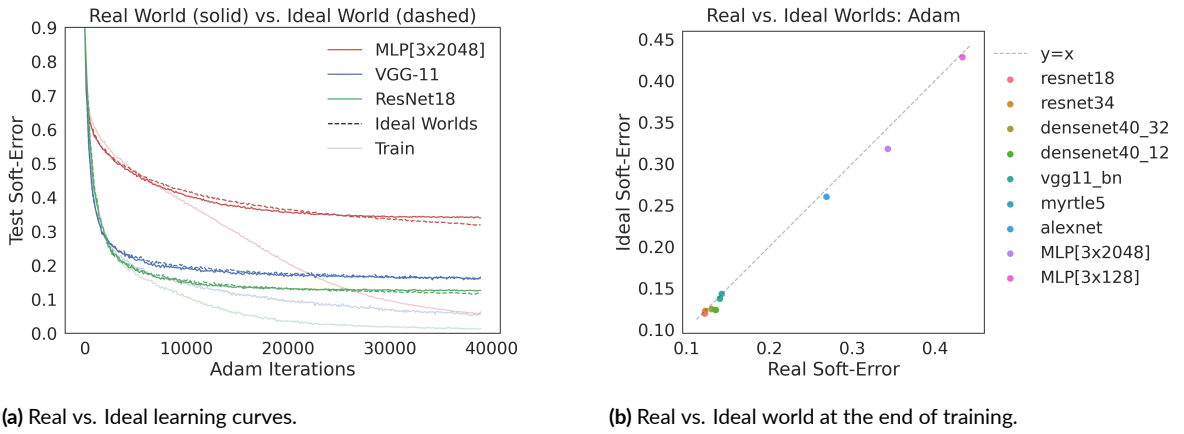 Real World (solid) vs. Ideal World (dashed)
0.9
0.8
0.7
0.6
0.5
0.4
0.3
0.2
0.1
0.0
Test Soft-Error
MLP[3x2048]
VGG-11
ResNet18
Ideal Worlds
Train
0 10000 20000 30000 40000
Adam Iterations
(a) Real vs. Ideal learning curves.
Real vs. Ideal Worlds: Adam
0.45
0.40
0.35
0.30
0.25
0.20
0.15
0.10
Ideal Soft-Error
y=x
resnet18
resnet34
densenet40_32
densenet40_12
vgg11_bn
myrtle5
alexnet
MLP[3x2048]
MLP[3x128]
0.1 0.2 0.3 0.4
Real Soft-Error
(b) Real vs. Ideal world at the end of training.